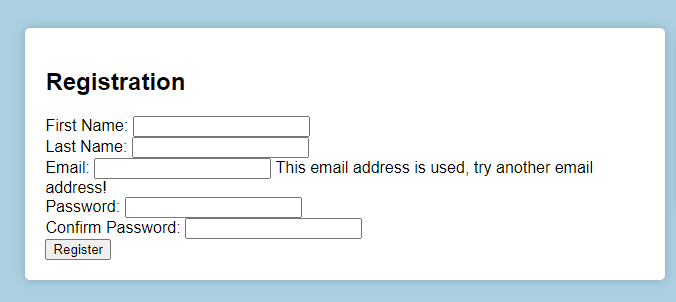 Registration
First Name:
Last Name:
Email: This email address is used, try another email
address!
Password:
Confirm Password:
Register